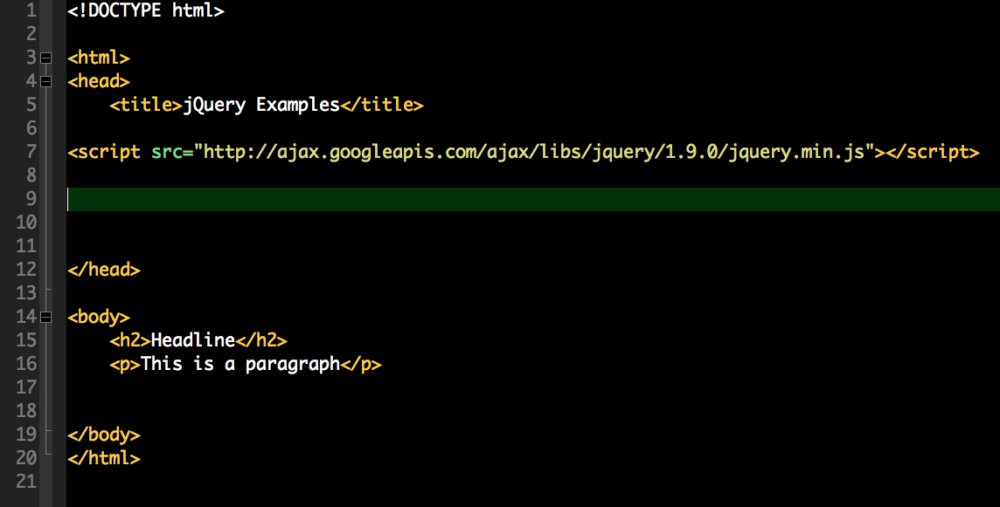 1 <!DOCTYPE html>
2
3 <html>
4 <head>
5 <title>jQuery Examples</title>
6
7 <script src="http://ajax.googleapis.com/ajax/libs/jquery/1.9.0/jquery.min.js"></script>
8
9
10
11
12 </head>
13
14 <body>
15 <h2>Headline</h2>
16 <p>This is a paragraph</p>
17
18
19 </body>
20 </html>
21